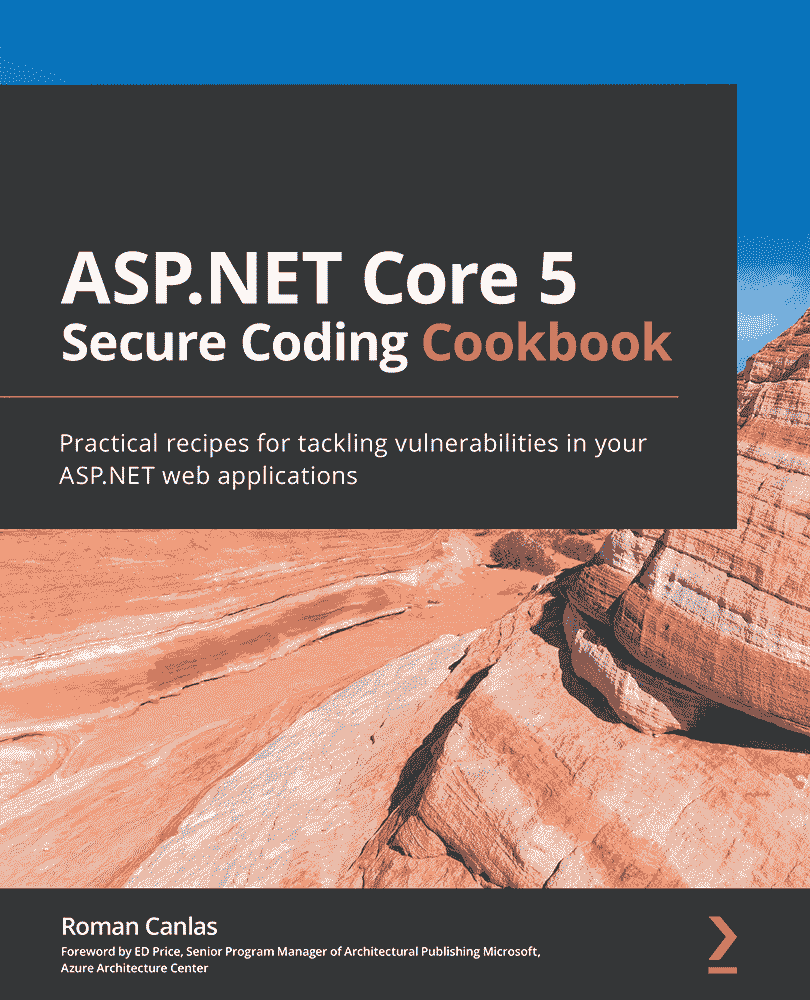 ASP.NET Core 5
Secure Coding Cookbook
Practical recipes for tackling vulnerabilities in your
ASP.NET web applications
Roman Canlas
Foreword by ED Price, Senior Program Manager of Architectural Publishing Microsoft,
Azure Architecture Center